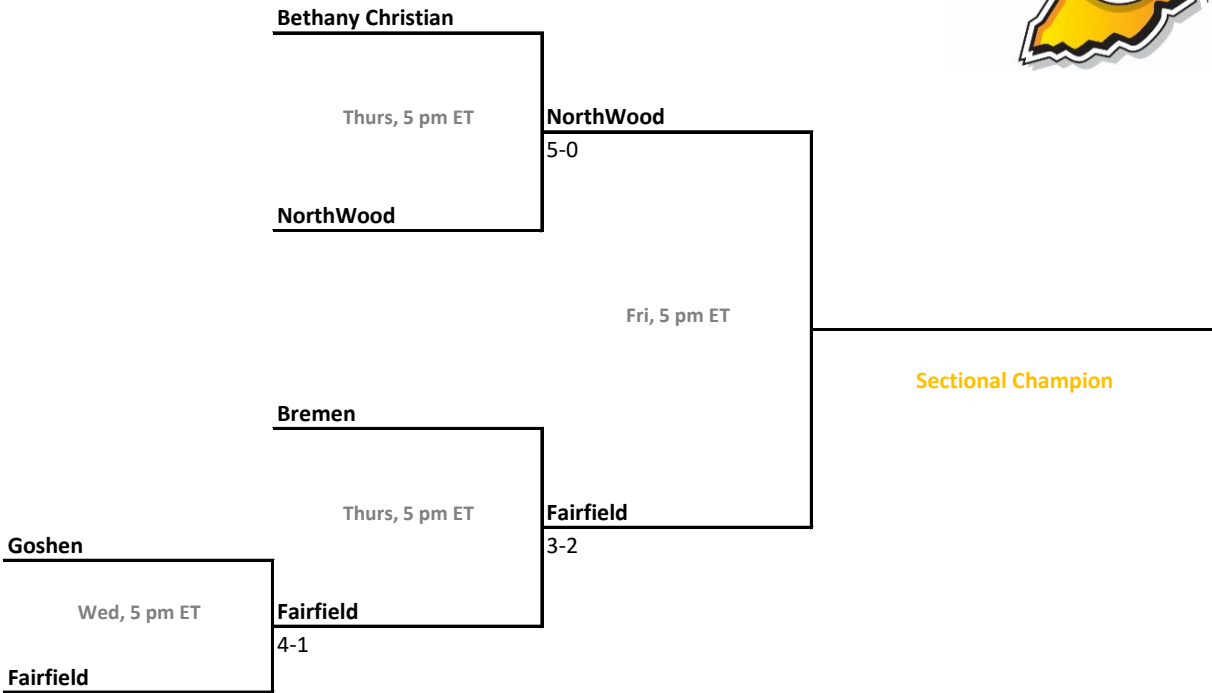 Bethany Christian
Thurs, 5 pm ET
NorthWood
5-0
NorthWood
Fri, 5 pm ET
Sectional Champion
Bremen
Thurs, 5 pm ET
Fairfield
3-2
Goshen
Wed, 5 pm ET
Fairfield
4-1
Fairfield